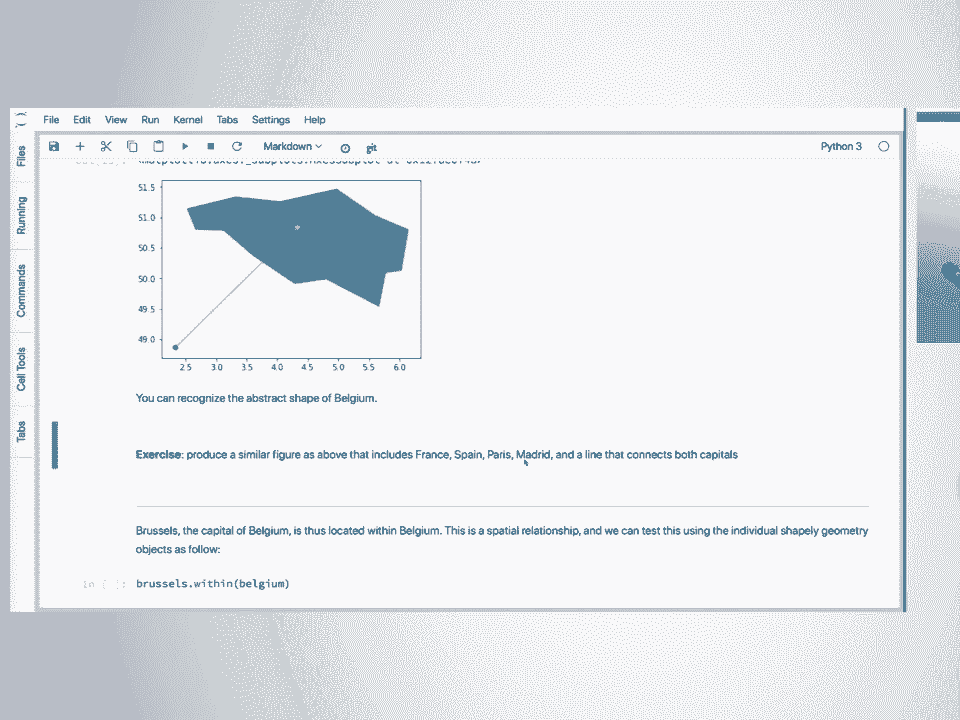 File Edit View Run Kernel Tabs Settings Help
Markdown git Python 3
Files
Running
Commands
Cell Tools
Tabs
51.5
51.0
50.5
50.0
49.5
49.0
2.5 3.0 3.5 4.0 4.5 5.0 5.5 6.0
You can recognize the abstract shape of Belgium.
Exercise: produce a similar figure as above that includes France, Spain, Paris, Madrid, and a line that connects both capitals
Brussels, the capital of Belgium, is thus located within Belgium. This is a spatial relationship, and we can test this using the individual shapely geometry
objects as follow:
In [ ]: brussels.within(belgium)